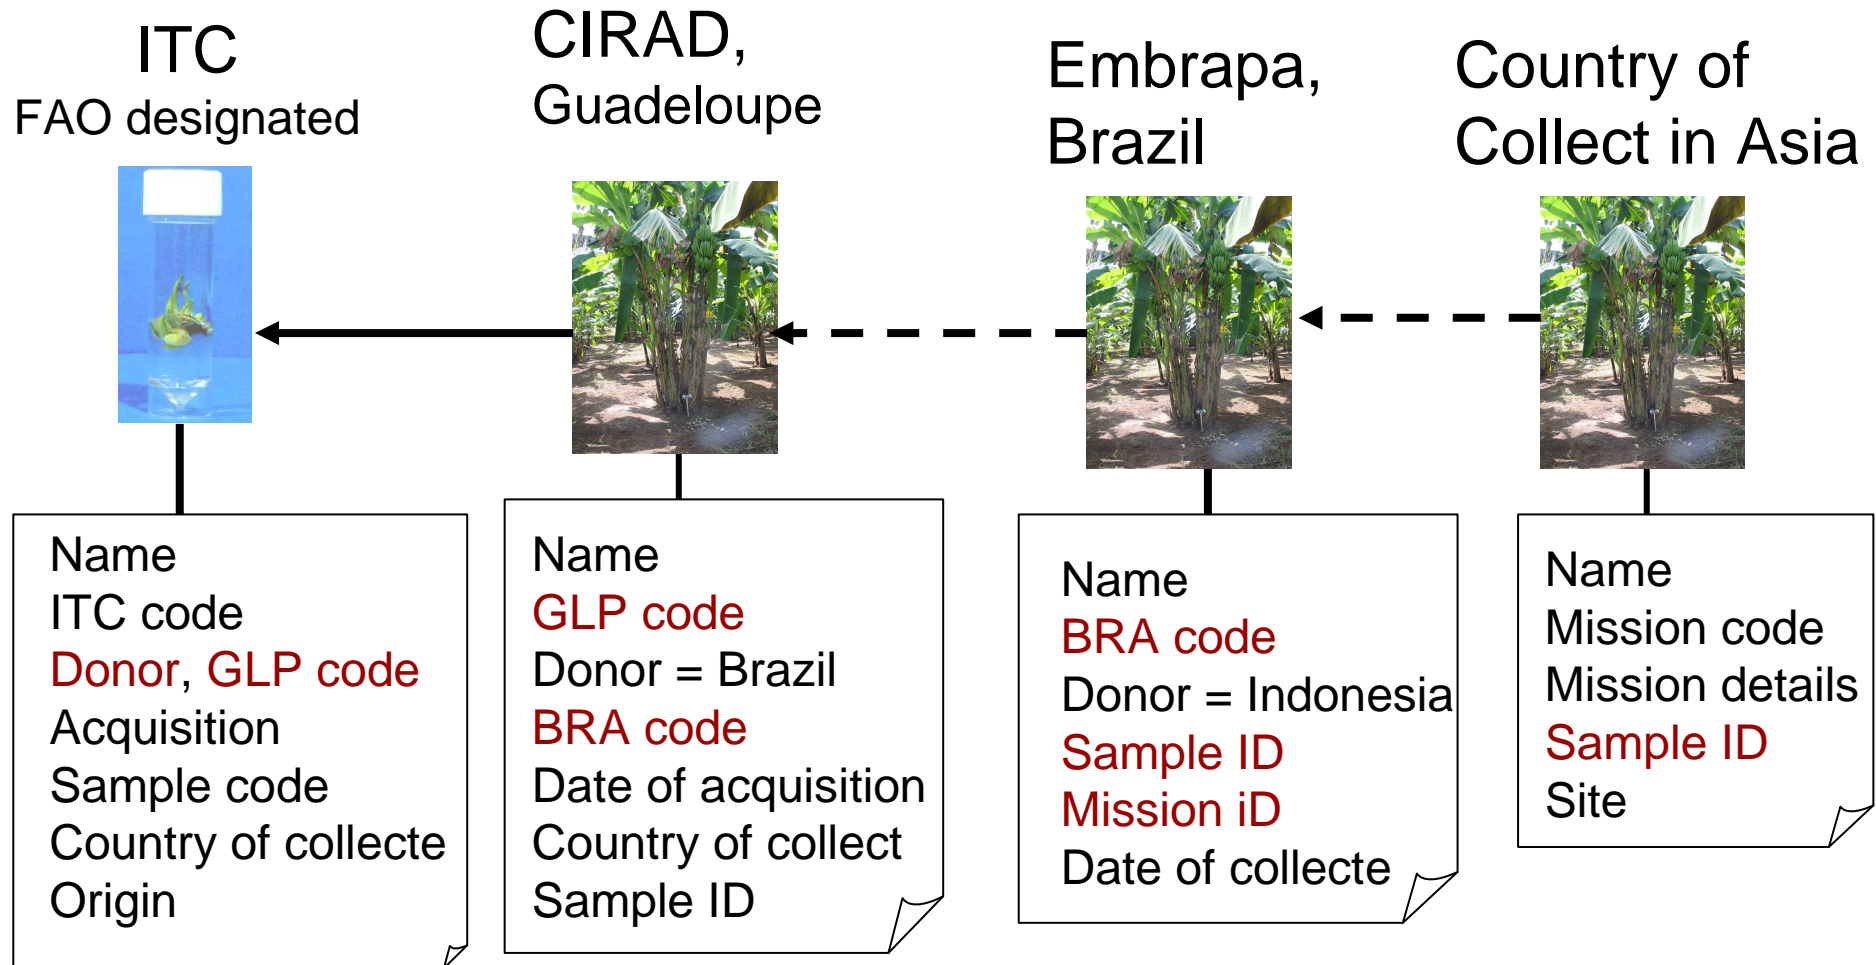 ITC
FAO designated
CIRAD,
Guadeloupe
Embrapa,
Brazil
Country of
Collect in Asia
Name
ITC code
Donor, GLP code
Acquisition
Sample code
Country of collecte
Origin
Name
GLP code
Donor = Brazil
BRA code
Date of acquisition
Country of collect
Sample ID
Name
BRA code
Donor = Indonesia
Sample ID
Mission iD
Date of collecte
Name
Mission code
Mission details
Sample ID
Site